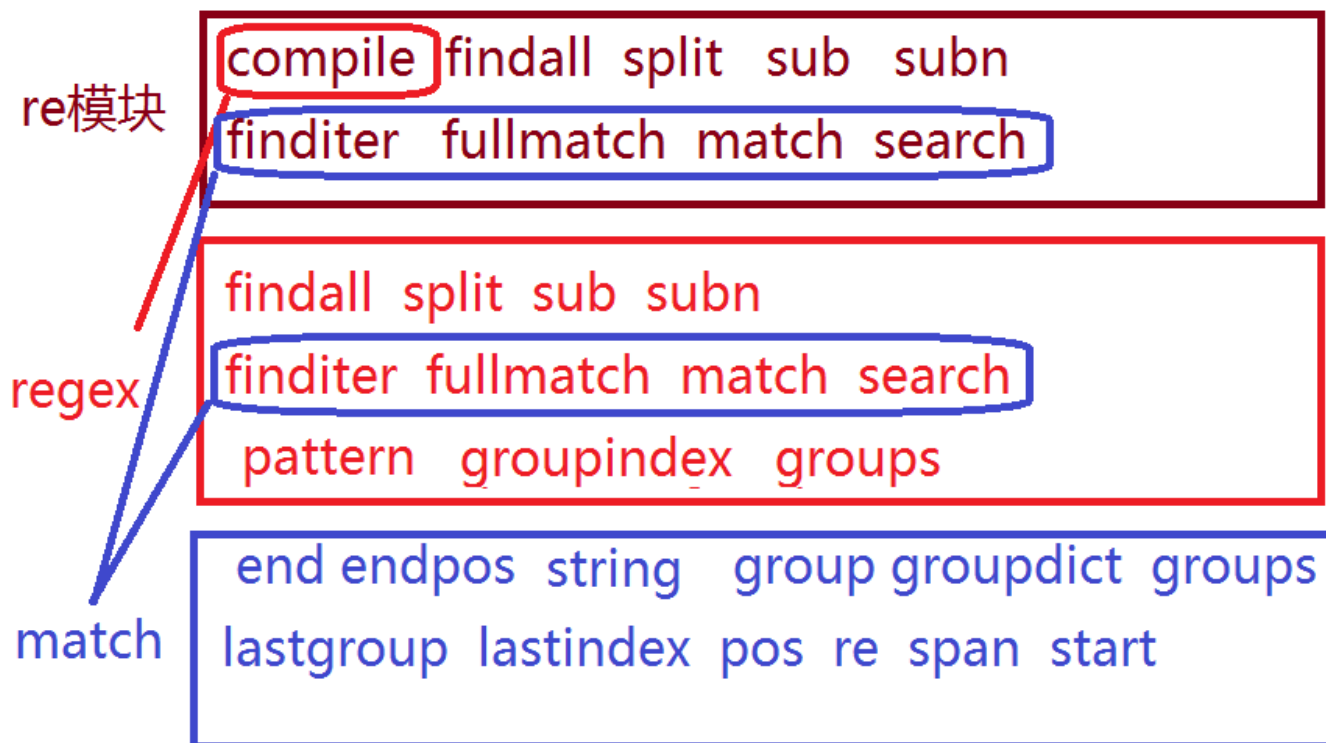 compile findall split sub subn
re模块
finditer fullmatch match search
findall split sub subn
finditer fullmatch match search
regex
pattern groupindex groups
end endpos string group groupdict groups
match
lastgroup lastindex pos re span start